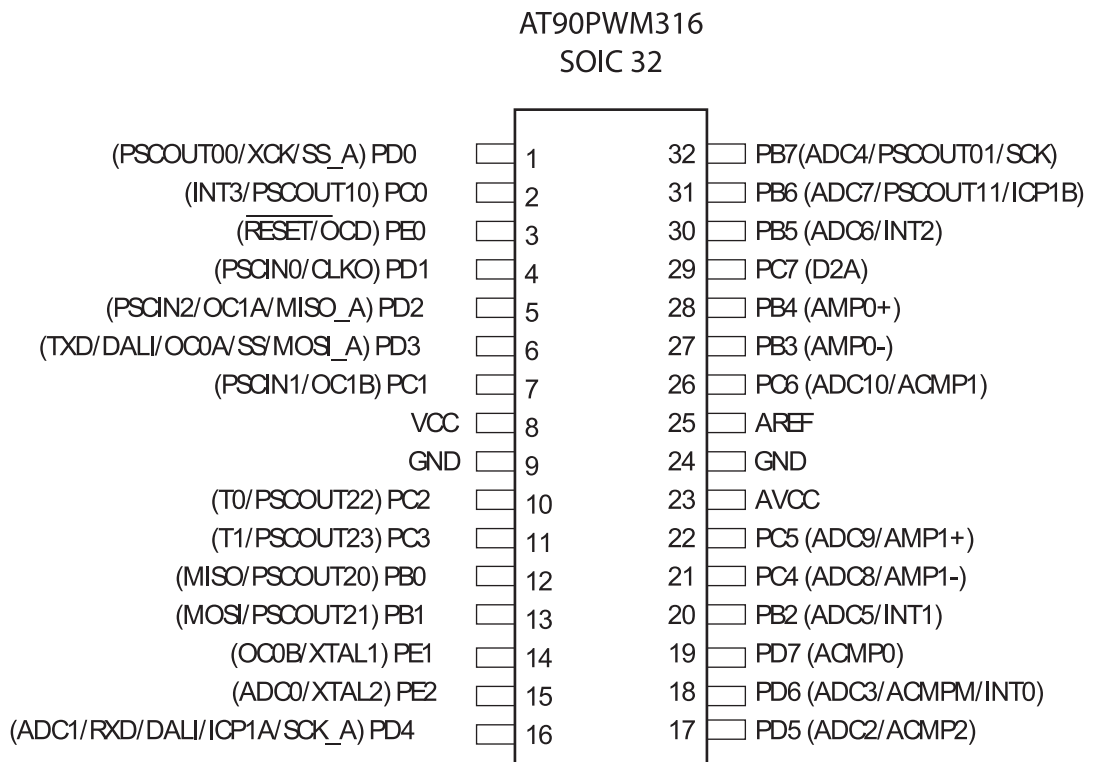 AT90PWM316
SOIC 32
(PSCOUT00/XCK/SS_A) PD0 1 32 PB7(ADC4/PSCOUT01/SCK)
(INT3/PSCOUT10) PC0 2 31 PB6 (ADC7/PSCOUT11/ICP1B)
(RESET/OCD) PE0 3 30 PB5 (ADC6/INT2)
(PSCIN0/CLKO) PD1 4 29 PC7 (D2A)
(PSCIN2/OC1A/MISO_A) PD2 5 28 PB4 (AMP0+)
(TXD/DALI/OC0A/SS/MOSI_A) PD3 6 27 PB3 (AMP0-)
(PSCIN1/OC1B) PC1 7 26 PC6 (ADC10/ACMP1)
VCC 8 25 AREF
GND 9 24 GND
(T0/PSCOUT22) PC2 10 23 AVCC
(T1/PSCOUT23) PC3 11 22 PC5 (ADC9/AMP1+)
(MISO/PSCOUT20) PB0 12 21 PC4 (ADC8/AMP1-)
(MOSI/PSCOUT21) PB1 13 20 PB2 (ADC5/INT1)
(OC0B/XTAL1) PE1 14 19 PD7 (ACMP0)
(ADC0/XTAL2) PE2 15 18 PD6 (ADC3/ACMPM/INT0)
(ADC1/RXD/DALI/ICP1A/SCK_A) PD4 16 17 PD5 (ADC2/ACMP2)